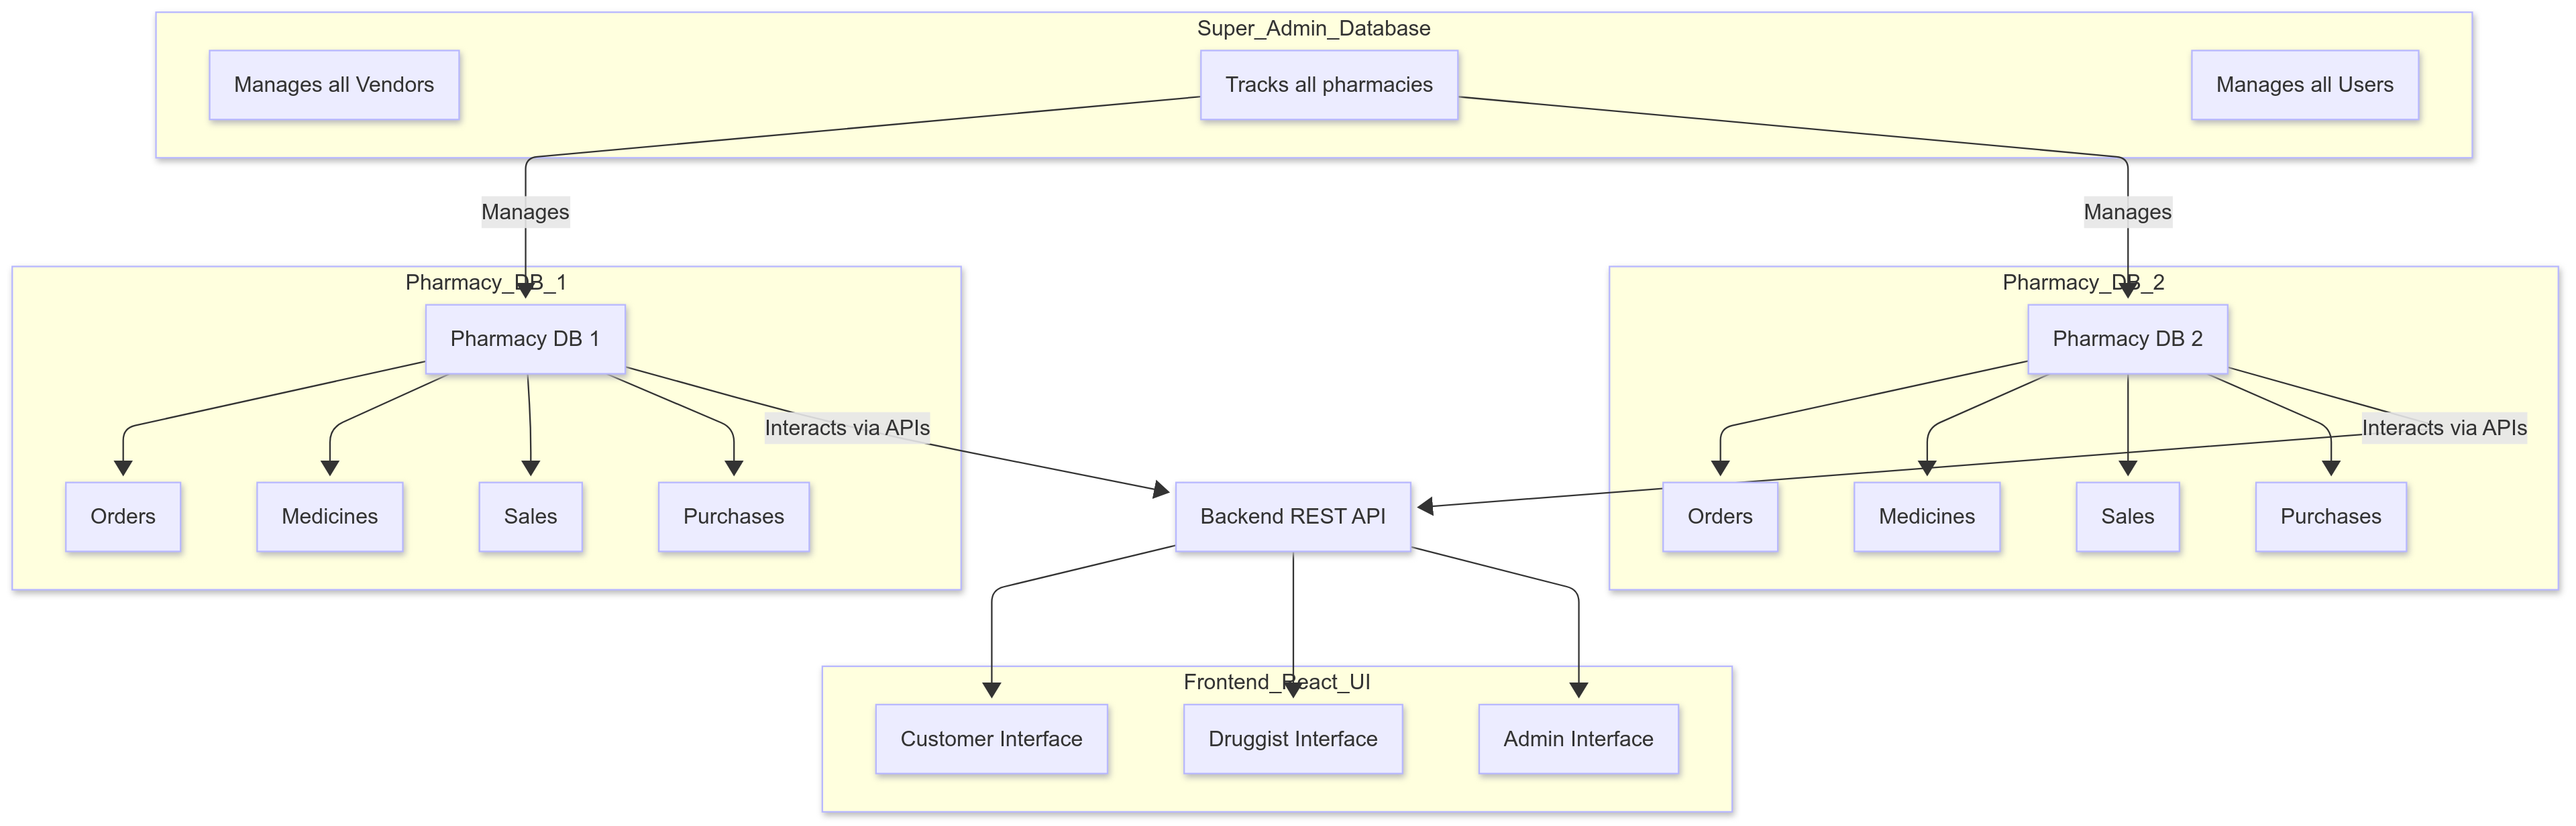 Super_Admin_Database
Manages all Vendors
Tracks all pharmacies
Manages all Users
Manages
Manages
Pharmacy_DB_1
Pharmacy_DB_2
Pharmacy DB 1
Pharmacy DB 2
Interacts via APIs
Interacts via APIs
Orders
Medicines
Sales
Purchases
Backend REST API
Orders
Medicines
Sales
Purchases
Frontend_React_UI
Customer Interface
Druggist Interface
Admin Interface